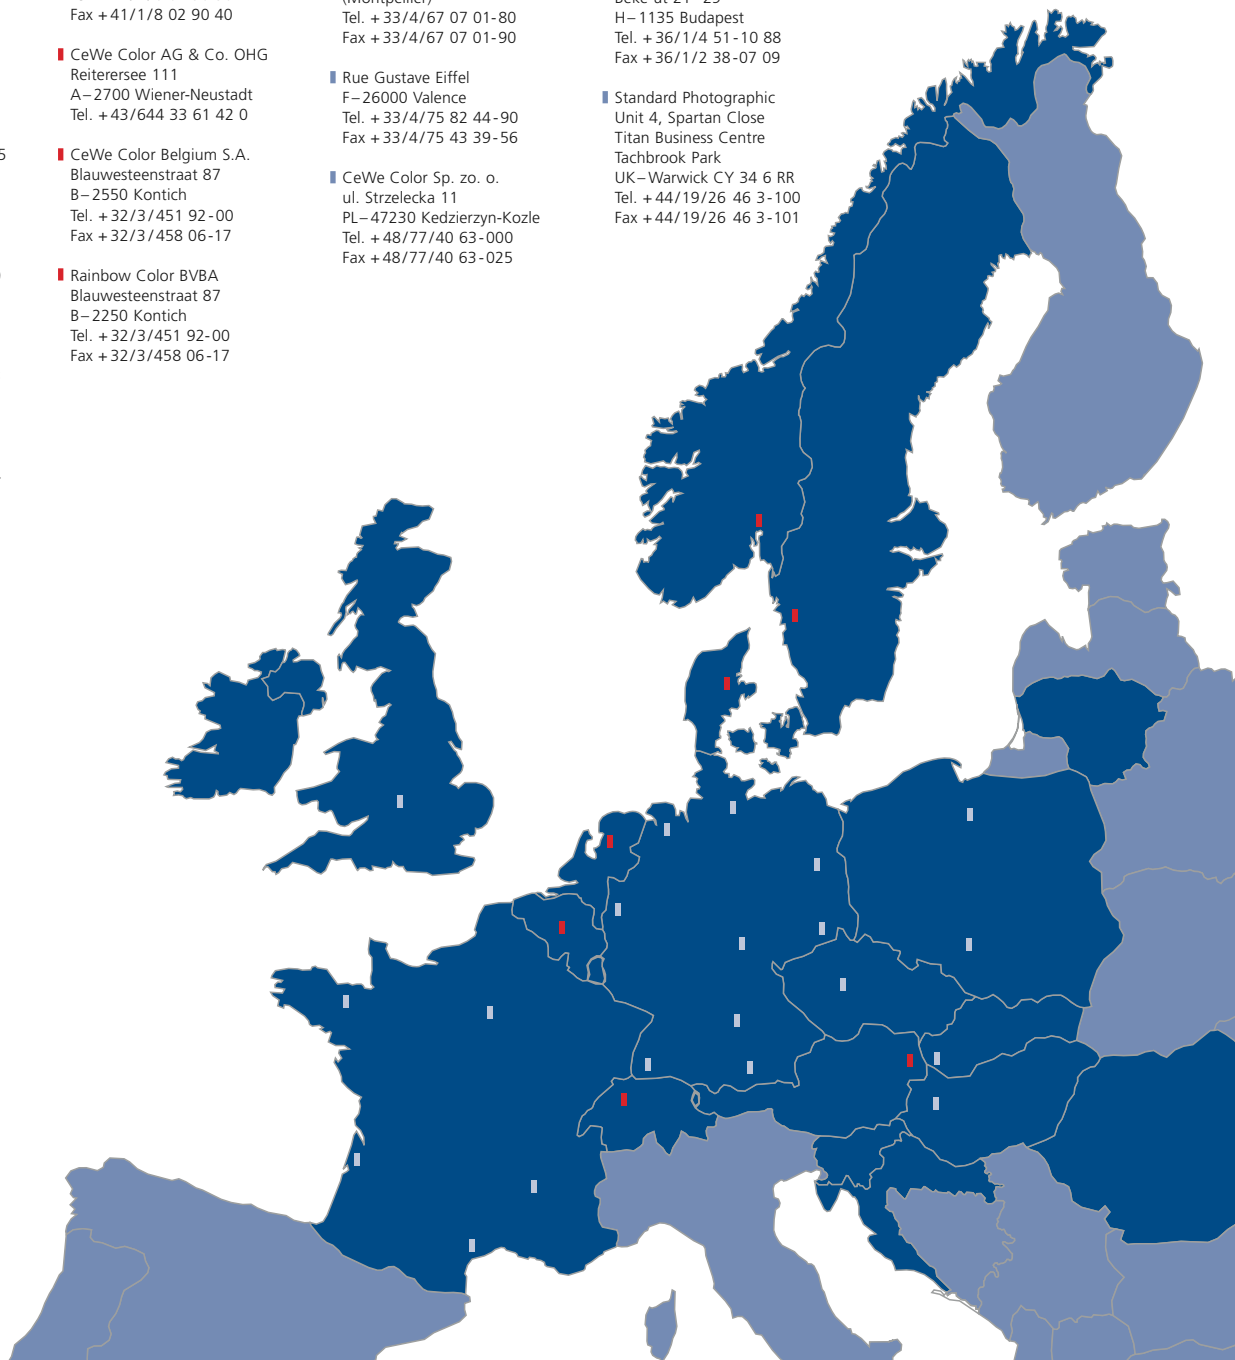 Fax +41/1/8 02 90 40
CeWe Color AG & Co. OHG
Reiterersee 111
A–2700 Wiener-Neustadt
Tel. +43/644 33 61 42 0
CeWe Color Belgium S.A.
Blauwesteenstraat 87
B–2550 Kontich
Tel. +32/3/451 92-00
Fax +32/3/458 06-17
Rainbow Color BVBA
Blauwesteenstraat 87
B–2250 Kontich
Tel. +32/3/451 92-00
Fax +32/3/458 06-17
(Montpellier)
Tel. +33/4/67 07 01-80
Fax +33/4/67 07 01-90
Rue Gustave Eiffel
F–26000 Valence
Tel. +33/4/75 82 44-90
Fax +33/4/75 43 39-56
CeWe Color Sp. zo. o.
ul. Strzelecka 11
PL–47230 Kedzierzyn-Kozle
Tel. +48/77/40 63-000
Fax +48/77/40 63-025
H–1135 Budapest
Tel. +36/1/4 51-10 88
Fax +36/1/2 38-07 09
Standard Photographic
Unit 4, Spartan Close
Titan Business Centre
Tachbrook Park
UK–Warwick CY 34 6 RR
Tel. +44/19/26 46 3-100
Fax +44/19/26 46 3-101